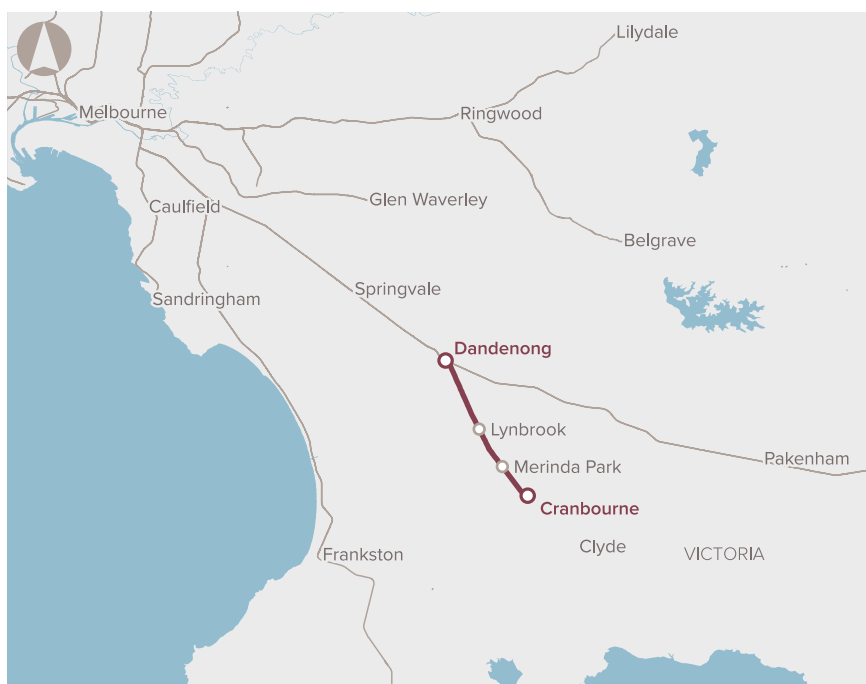 Lilydale
Melbourne
Ringwood
Glen Waverley
Caulfield
Belgrave
Springvale
Sandringham
Dandenong
Lynbrook
Pakenham
Merinda Park
Cranbourne
Clyde
VICTORIA
Frankston